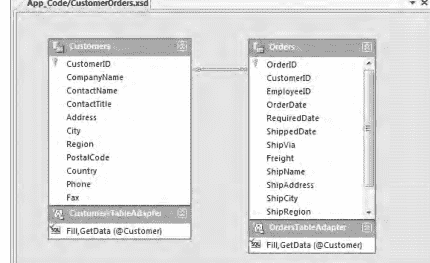 App_Code/CustomerOrders.xsd
Customers
CustomerID
CompanyName
ContactName
ContactTitle
Address
City
Region
PostalCode
Country
Phone
Fax
CustomersTableAdapter
Fill,GetData (@Customer)
Orders
OrderID
CustomerID
EmployeeID
OrderDate
RequiredDate
ShippedDate
ShipVia
Freight
ShipName
ShipAddress
ShipCity
ShipRegion
OrdersTableAdapter
Fill,GetData (@Customer)